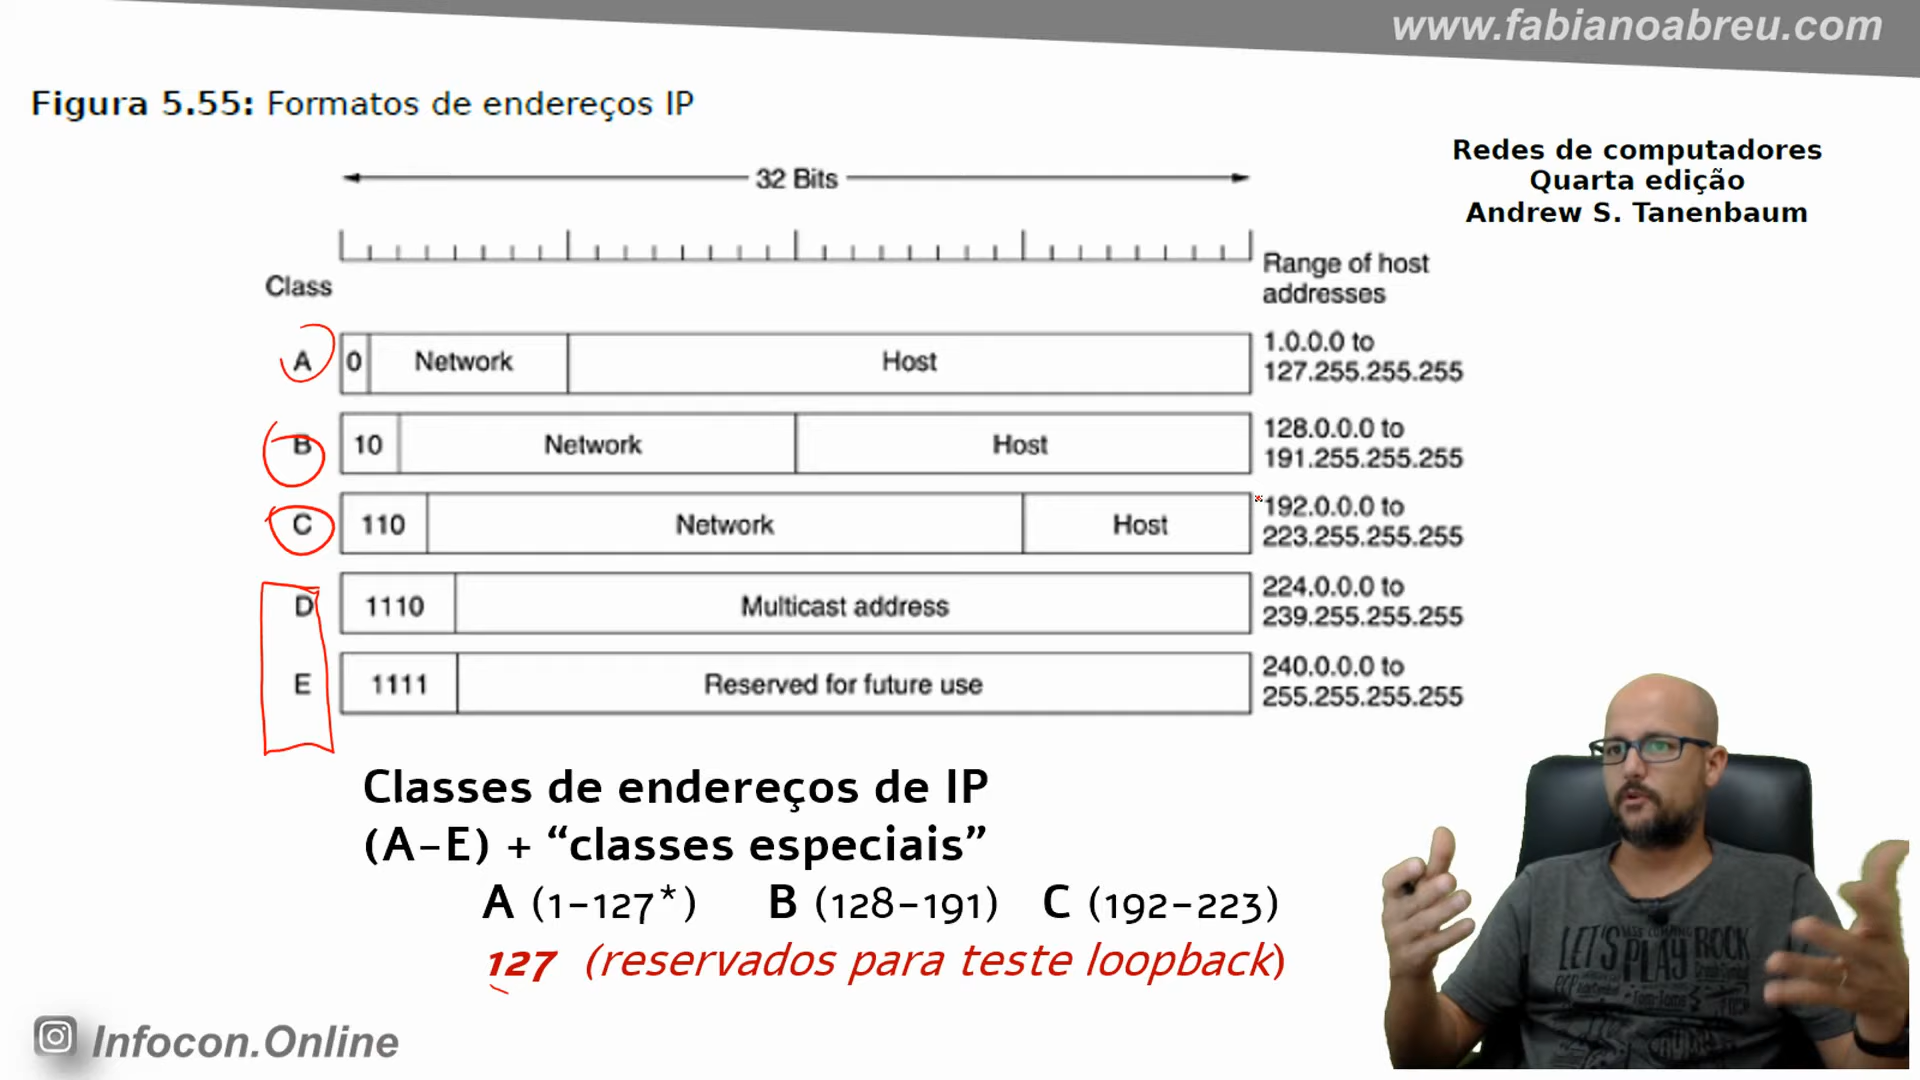 www.fabianoabreu.com
Figura 5.55: Formatos de endereços IP
Redes de computadores
Quarta edição
Andrew S. Tanenbaum
32 Bits
Range of host
addresses
Class
A 0 Network Host 1.0.0.0 to
127.255.255.255
B 10 Network Host 128.0.0.0 to
191.255.255.255
C 110 Network Host 192.0.0.0 to
223.255.255.255
D 1110 Multicast address 224.0.0.0 to
239.255.255.255
E 1111 Reserved for future use 240.0.0.0 to
255.255.255.255
Classes de endereços de IP
(A-E) + “classes especiais”
A (1-127*) B (128-191) C (192-223)
127 (reservados para teste loopback)
LET'S PLAY ROCK
Infocon.Online